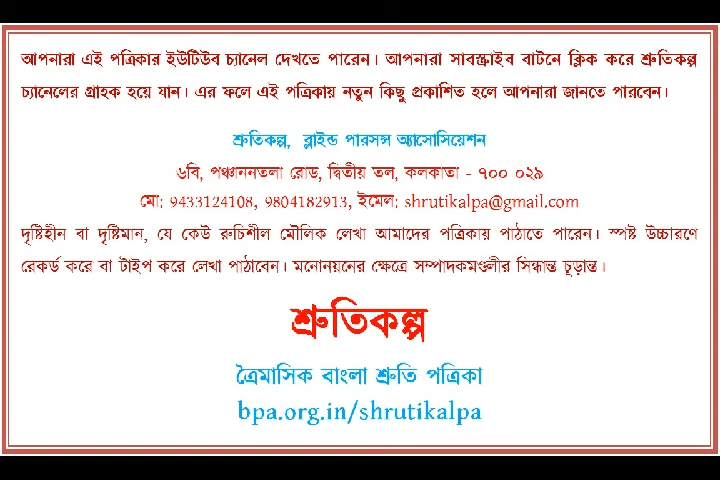 আপনারা এই পত্রিকার ইউটিউব চ্যানেল দেখতে পারেন। আপনারা সাবস্ক্রাইব বাটনে ক্লিক করে শ্রুতিকল্প
চ্যানেলের গ্রাহক হয়ে যান। এর ফলে এই পত্রিকায় নতুন কিছু প্রকাশিত হলে আপনারা জানতে পারবেন।
শ্রুতিকল্প, ব্লাইন্ড পারসন্স অ্যাসোসিয়েশন
৬বি, পঞ্চাননতলা রোড, দ্বিতীয় তল, কলকাতা - ৭০০ ০২৯
মো: 9433124108, 9804182913, ইমেল: shrutikalpa@gmail.com
দৃষ্টিহীন বা দৃষ্টিমান, যে কেউ রুচিশীল মৌলিক লেখা আমাদের পত্রিকায় পাঠাতে পারেন। স্পষ্ট উচ্চারণে
রেকর্ড করে বা টাইপ করে লেখা পাঠাবেন। মনোনয়নের ক্ষেত্রে সম্পাদকমণ্ডলীর সিদ্ধান্ত চূড়ান্ত।
শ্রুতিকল্প
ত্রৈমাসিক বাংলা শ্রুতি পত্রিকা
bpa.org.in/shrutikalpa